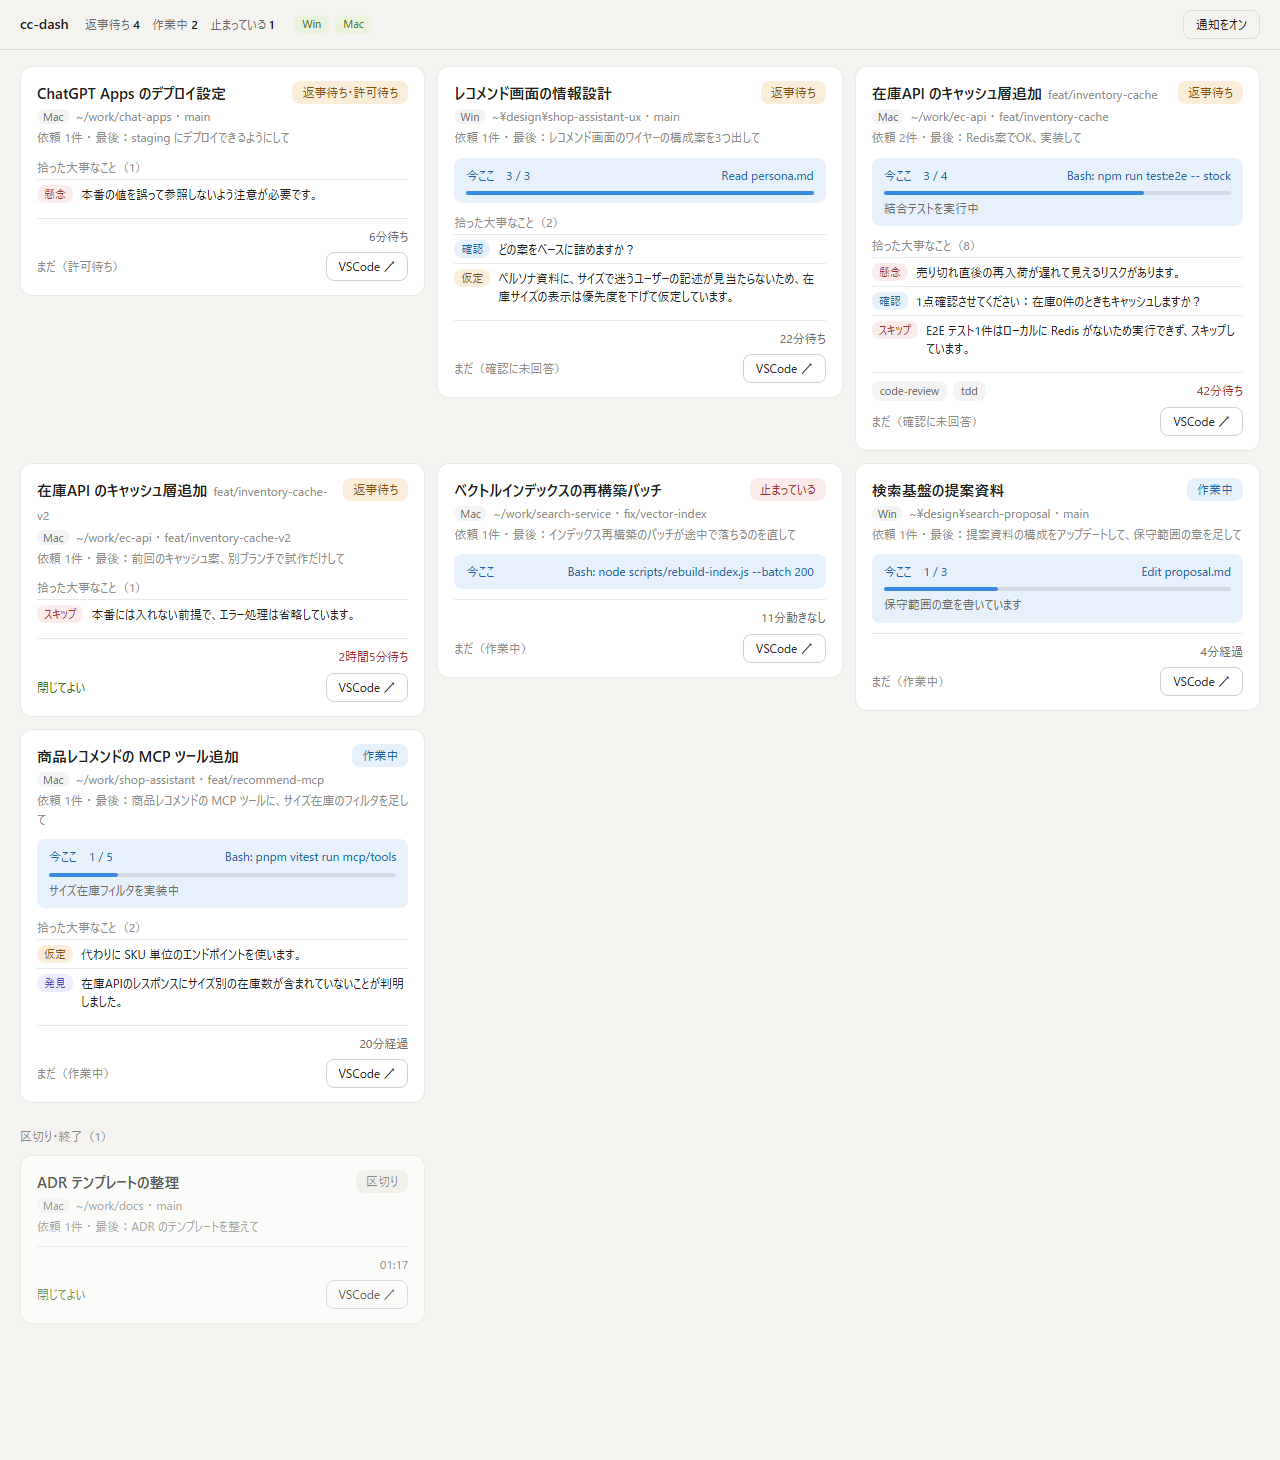 cc-dash 返事待ち 4 作業中 2 止まっている 1 Win Mac 通知をオン
ChatGPT Apps のデプロイ設定 返事待ち・許可待ち
Mac ~/work/chat-apps・main
依頼 1件・最後：staging にデプロイできるようにして
拾った大事なこと（1）
懸念 本番の値を誤って参照しないよう注意が必要です。
6分待ち
まだ（許可待ち） VSCode ↗
レコメンド画面の情報設計 返事待ち
Win ~¥design¥shop-assistant-ux・main
依頼 1件・最後：レコメンド画面のワイヤーの構成案を3つ出して
今ここ 3 / 3 Read persona.md
拾った大事なこと（2）
確認 どの案をベースに詰めますか？
仮定 ペルソナ資料に、サイズで迷うユーザーの記述が見当たらないため、在
庫サイズの表示は優先度を下げて仮定しています。
22分待ち
まだ（確認に未回答） VSCode ↗
在庫API のキャッシュ層追加 feat/inventory-cache 返事待ち
Mac ~/work/ec-api・feat/inventory-cache
依頼 2件・最後：Redis案でOK、実装して
今ここ 3 / 4 Bash: npm run test:e2e -- stock
結合テストを実行中
拾った大事なこと（8）
懸念 売り切れ直後の再入荷が遅れて見えるリスクがあります。
確認 1点確認させてください：在庫0件のときもキャッシュしますか？
スキップ E2E テスト1件はローカルに Redis がないため実行できず、スキップし
ています。
code-review tdd 42分待ち
まだ（確認に未回答） VSCode ↗
在庫API のキャッシュ層追加 feat/inventory-cache- 返事待ち
v2
Mac ~/work/ec-api・feat/inventory-cache-v2
依頼 1件・最後：前回のキャッシュ案、別ブランチで試作だけして
拾った大事なこと（1）
スキップ 本番には入れない前提で、エラー処理は省略しています。
2時間5分待ち
閉じてよい VSCode ↗
ベクトルインデックスの再構築バッチ 止まっている
Mac ~/work/search-service・fix/vector-index
依頼 1件・最後：インデックス再構築のバッチが途中で落ちるのを直して
今ここ Bash: node scripts/rebuild-index.js --batch 200
11分動きなし
まだ（作業中） VSCode ↗
検索基盤の提案資料 作業中
Win ~¥design¥search-proposal・main
依頼 1件・最後：提案資料の構成をアップデートして、保守範囲の章を足して
今ここ 1 / 3 Edit proposal.md
保守範囲の章を書いています
4分経過
まだ（作業中） VSCode ↗
商品レコメンドの MCP ツール追加 作業中
Mac ~/work/shop-assistant・feat/recommend-mcp
依頼 1件・最後：商品レコメンドの MCP ツールに、サイズ在庫のフィルタを足し
て
今ここ 1 / 5 Bash: pnpm vitest run mcp/tools
サイズ在庫フィルタを実装中
拾った大事なこと（2）
仮定 代わりに SKU 単位のエンドポイントを使います。
発見 在庫APIのレスポンスにサイズ別の在庫数が含まれていないことが判明
しました。
20分経過
まだ（作業中） VSCode ↗
区切り・終了（1）
ADR テンプレートの整理 区切り
Mac ~/work/docs・main
依頼 1件・最後：ADR のテンプレートを整えて
01:17
閉じてよい VSCode ↗